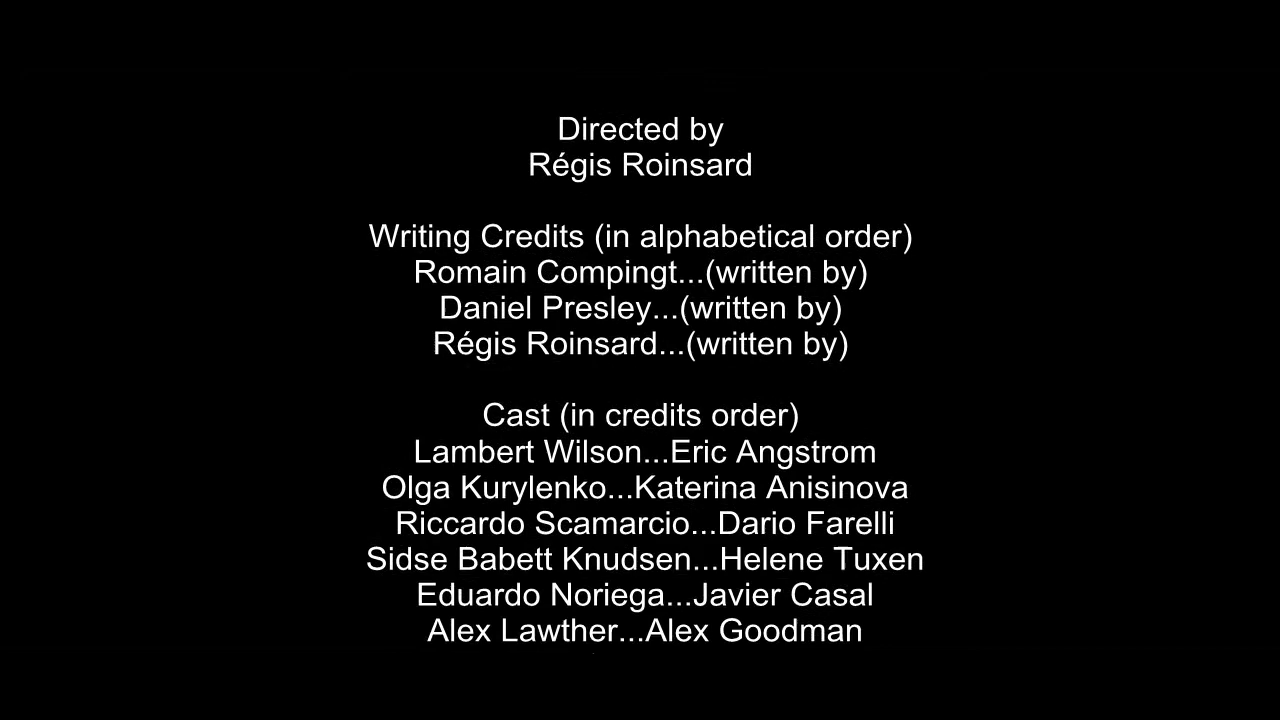 Directed by
Régis Roinsard
Writing Credits (in alphabetical order)
Romain Compingt...(written by)
Daniel Presley...(written by)
Régis Roinsard...(written by)
Cast (in credits order)
Lambert Wilson...Eric Angstrom
Olga Kurylenko...Katerina Anisinova
Riccardo Scamarcio...Dario Farelli
Sidse Babett Knudsen...Helene Tuxen
Eduardo Noriega...Javier Casal
Alex Lawther...Alex Goodman